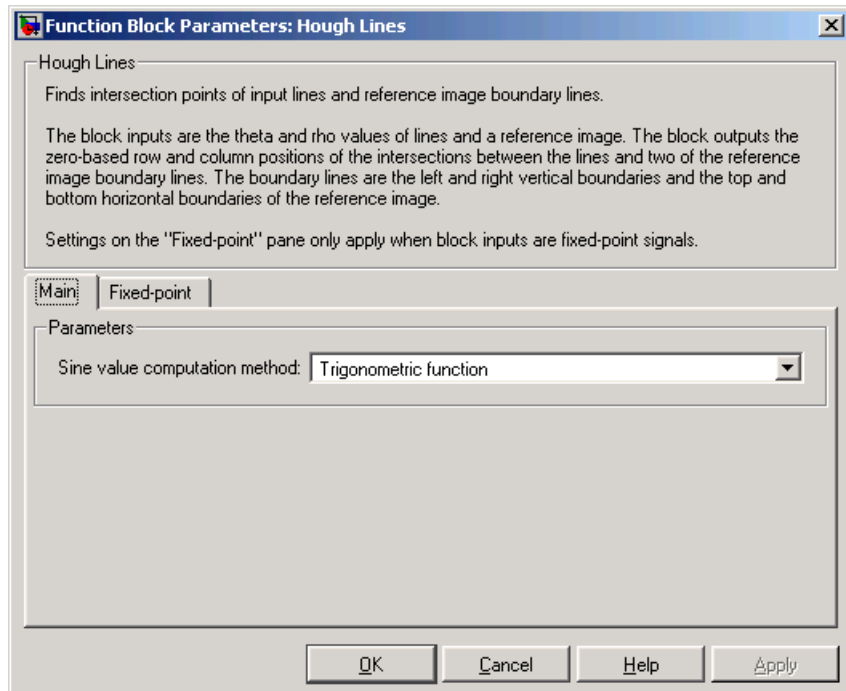 Function Block Parameters: Hough Lines
Hough Lines
Finds intersection points of input lines and reference image boundary lines.
The block inputs are the theta and rho values of lines and a reference image. The block outputs the
zero-based row and column positions of the intersections between the lines and two of the reference
image boundary lines. The boundary lines are the left and right vertical boundaries and the top and
bottom horizontal boundaries of the reference image.
Settings on the "Fixed-point" pane only apply when block inputs are fixed-point signals.
Main Fixed-point
Parameters
Sine value computation method: Trigonometric function
OK Cancel Help Apply